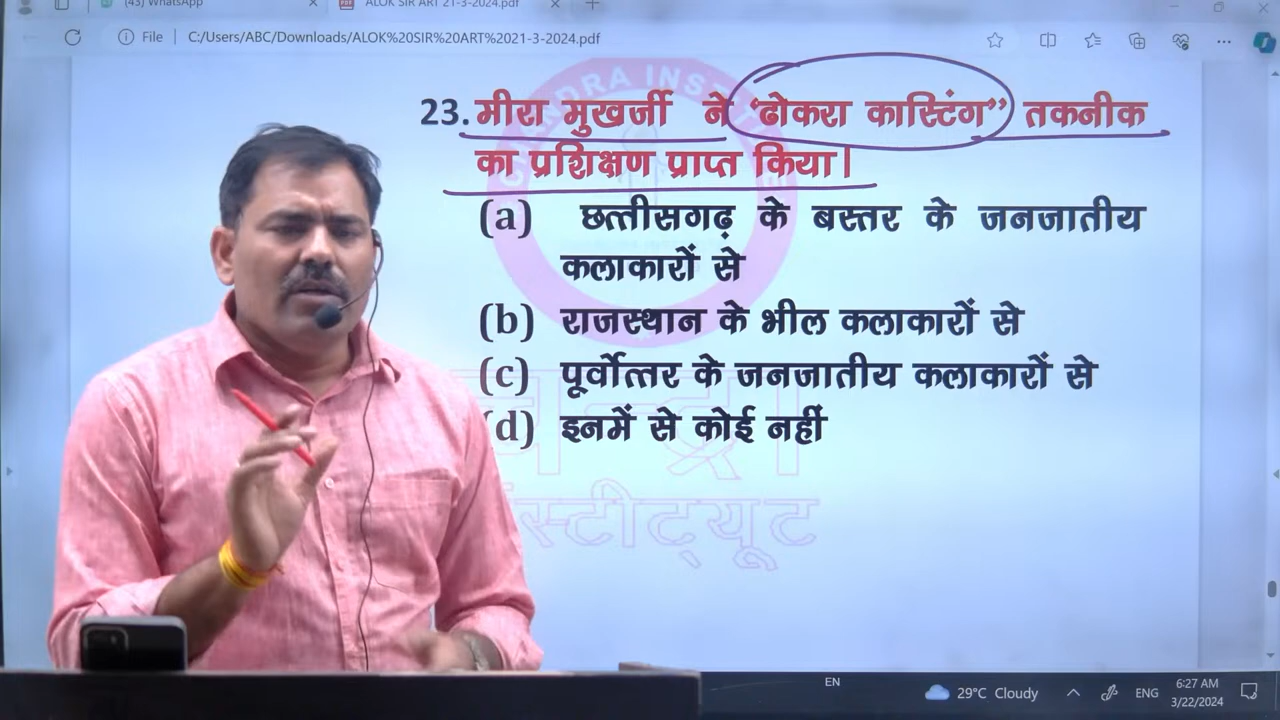 (43) WhatsApp
ALOK SIR ART 21-3-2024.pdf
File
C:/Users/ABC/Downloads/ALOK%20SIR%20ART%2021-3-2024.pdf
23. मीरा मुखर्जी ने ‘ढोकरा कास्टिंग” तकनीक
का प्रशिक्षण प्राप्त किया।
(a) छत्तीसगढ़ के बस्तर के जनजातीय
कलाकारों से
(b) राजस्थान के भील कलाकारों से
(c) पूर्वोत्तर के जनजातीय कलाकारों से
(d) इनमें से कोई नहीं
EN
29°C Cloudy
ENG
6:27 AM
3/22/2024